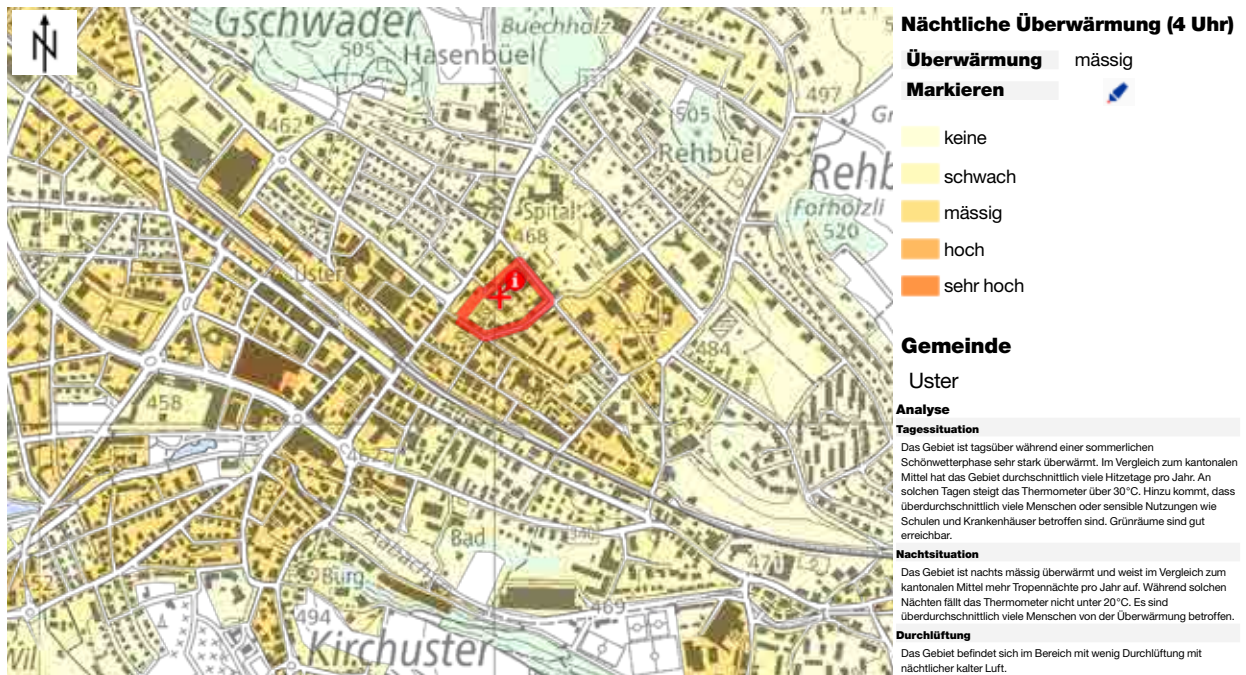 Gschwader
505
Buechholz
Hasenbüel
459
462
505
497
Rehbüel
Spital
468
Forholzli
520
Uster
484
458
Aabach
Bad
340
471
Burg
494
469
452
Kirchuster
Nächtliche Überwärmung (4 Uhr)
Überwärmung mässig
Markieren
keine
schwach
mässig
hoch
sehr hoch
Gemeinde
Uster
Analyse
Tagessituation
Das Gebiet ist tagsüber während einer sommerlichen
Schönwetterphase sehr stark überwärmt. Im Vergleich zum kantonalen
Mittel hat das Gebiet durchschnittlich viele Hitzetage pro Jahr. An
solchen Tagen steigt das Thermometer über 30°C. Hinzu kommt, dass
überdurchschnittlich viele Menschen oder sensible Nutzungen wie
Schulen und Krankenhäuser betroffen sind. Grünräume sind gut
erreichbar.
Nachtsituation
Das Gebiet ist nachts mässig überwärmt und weist im Vergleich zum
kantonalen Mittel mehr Tropennächte pro Jahr auf. Während solchen
Nächten fällt das Thermometer nicht unter 20°C. Es sind
überdurchschnittlich viele Menschen von der Überwärmung betroffen.
Durchlüftung
Das Gebiet befindet sich im Bereich mit wenig Durchlüftung mit
nächtlicher kalter Luft.